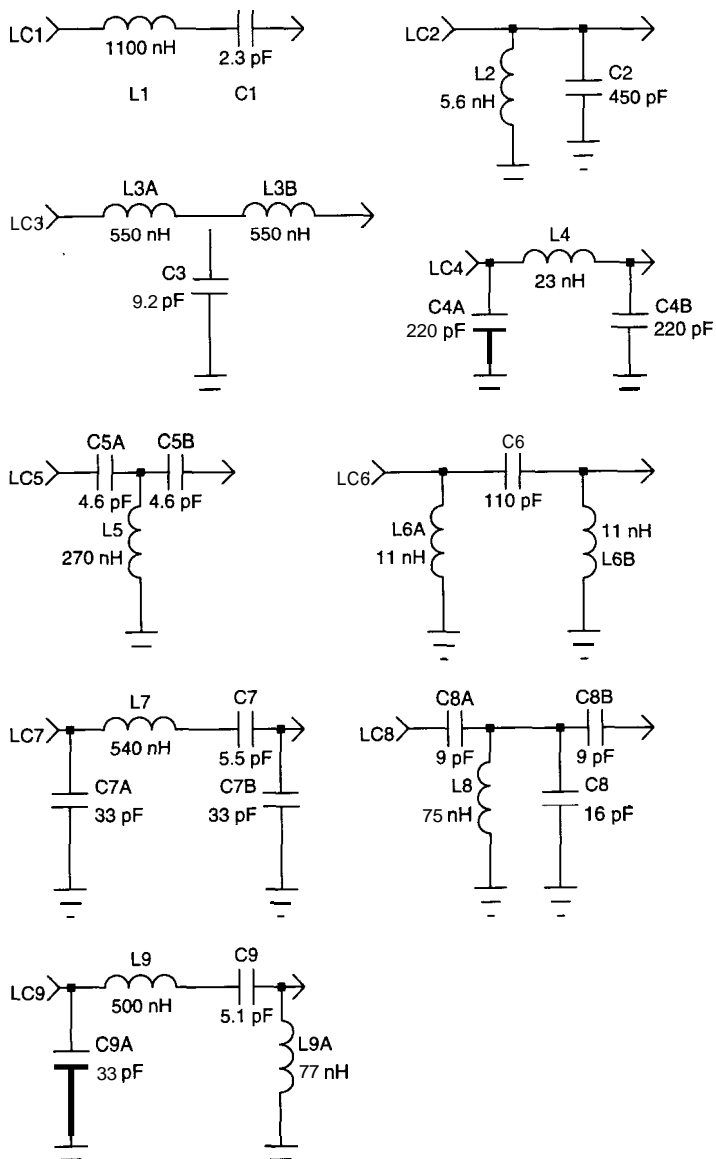 LC1
1100 nH
2.3 pF
L1
C1
LC2
L2
5.6 nH
C2
450 pF
L3A
L3B
LC3
550 nH
550 nH
C3
9.2 pF
L4
LC4
23 nH
C4A
220 pF
C4B
220 pF
C5A
C5B
LC5
4.6 pF
4.6 pF
L5
270 nH
C6
LC6
110 pF
L6A
11 nH
11 nH
L6B
L7
C7
LC7
540 nH
5.5 pF
C7A
33 pF
C7B
33 pF
C8A
C8B
LC8
9 pF
9 pF
L8
75 nH
C8
16 pF
L9
C9
LC9
500 nH
5.1 pF
C9A
33 pF
L9A
77 nH